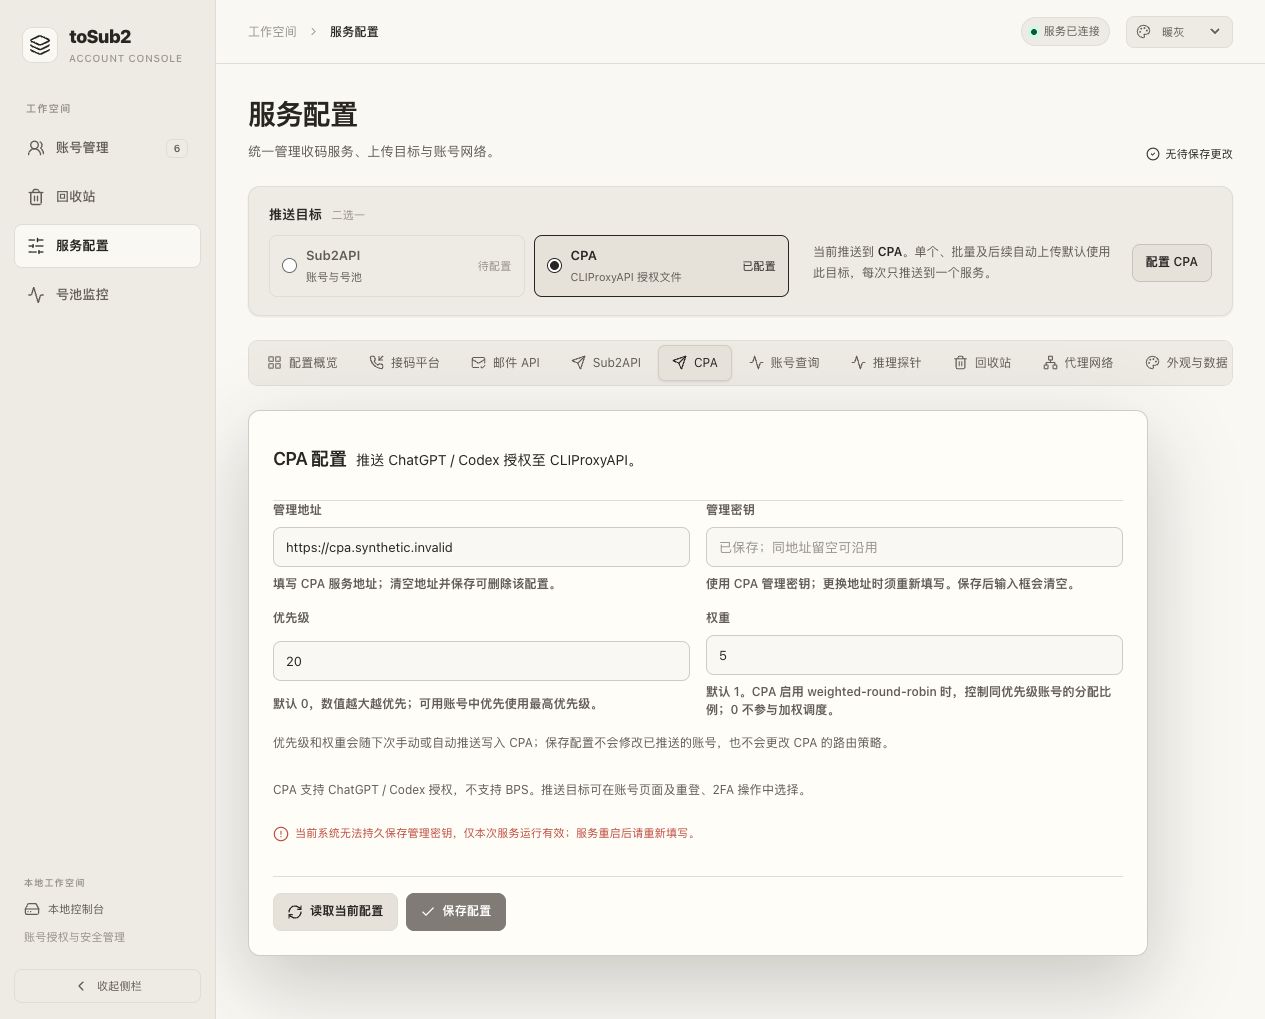 toSub2
ACCOUNT CONSOLE
工作空间
账号管理
6
回收站
服务配置
号池监控
本地工作空间
本地控制台
账号授权与安全管理
收起侧栏
工作空间
服务配置
服务已连接
暖灰
服务配置
统一管理收码服务、上传目标与账号网络。
无待保存更改
推送目标 二选一
Sub2API
账号与号池
待配置
CPA
CLIProxyAPI 授权文件
已配置
当前推送到 CPA。单个、批量及后续自动上传默认使用
此目标，每次只推送到一个服务。
配置 CPA
配置概览
接码平台
邮件 API
Sub2API
CPA
账号查询
推理探针
回收站
代理网络
外观与数据
CPA 配置 推送 ChatGPT / Codex 授权至 CLIProxyAPI。
管理地址
https://cpa.synthetic.invalid
填写 CPA 服务地址；清空地址并保存可删除该配置。
管理密钥
已保存；同地址留空可沿用
使用 CPA 管理密钥；更换地址时须重新填写。保存后输入框会清空。
优先级
20
默认 0，数值越大越优先；可用账号中优先使用最高优先级。
权重
5
默认 1。CPA 启用 weighted-round-robin 时，控制同优先级账号的分配比
例；0 不参与加权调度。
优先级和权重会随下次手动或自动推送写入 CPA；保存配置不会修改已推送的账号，也不会更改 CPA 的路由策略。
CPA 支持 ChatGPT / Codex 授权，不支持 BPS。推送目标可在账号页面及重登、2FA 操作中选择。
当前系统无法持久保存管理密钥，仅本次服务运行有效；服务重启后请重新填写。
读取当前配置
保存配置